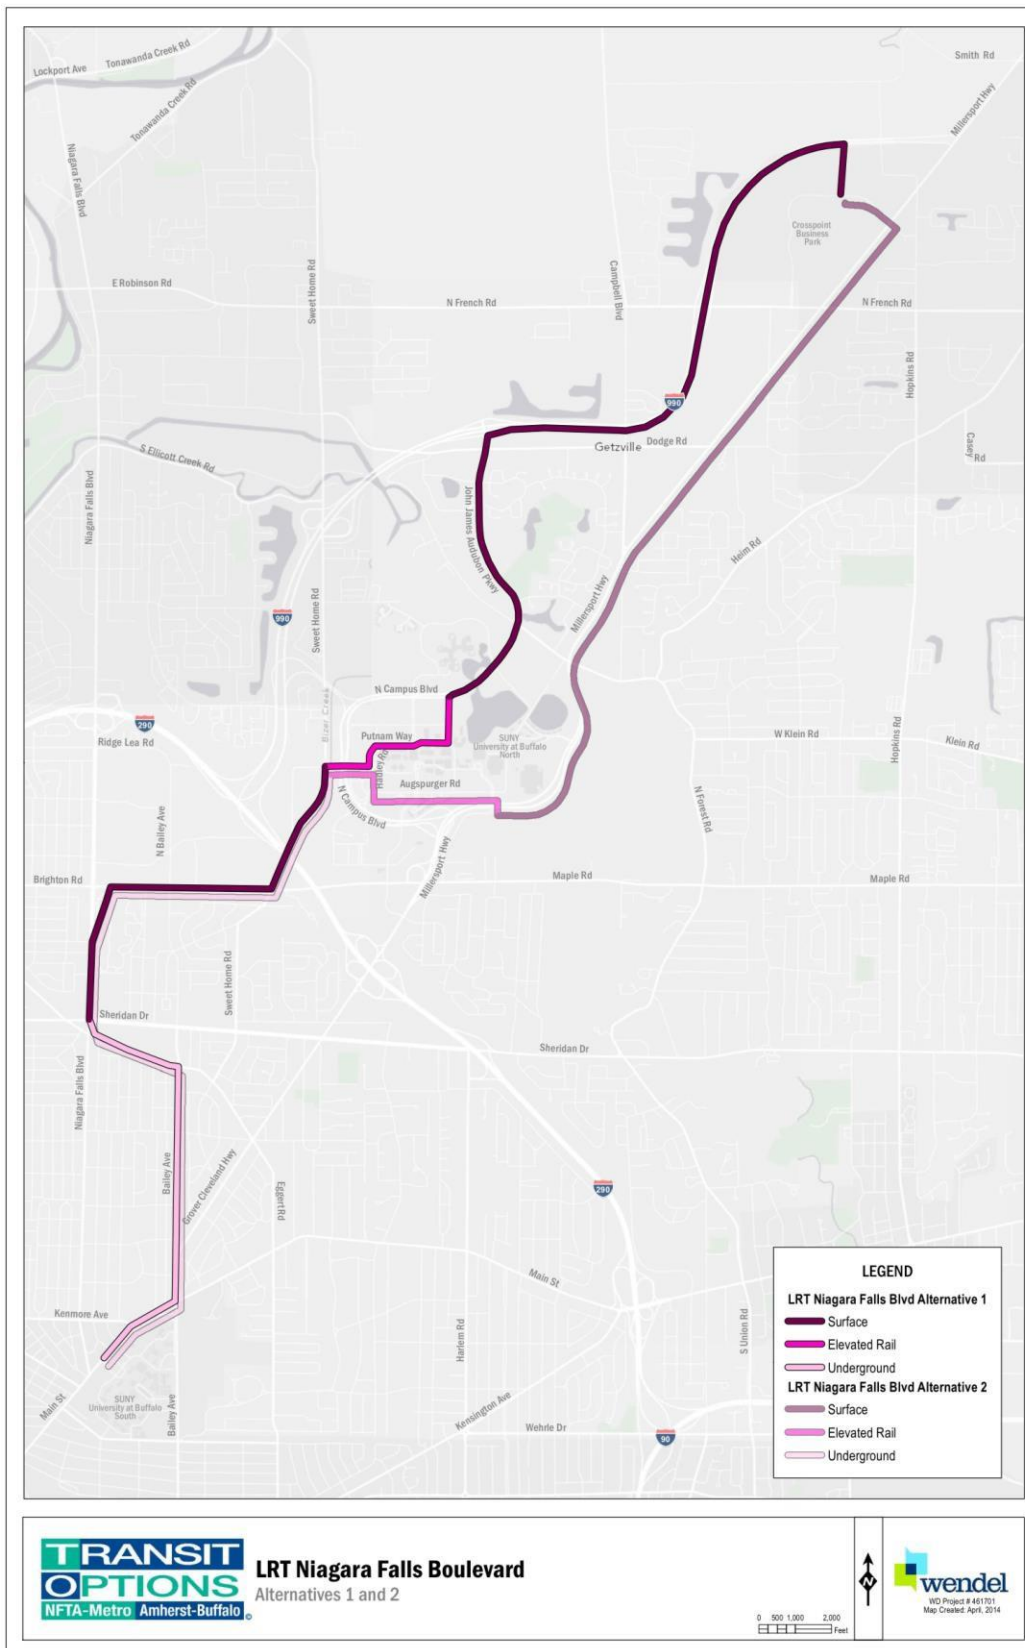 Smith Rd
Tonawanda Creek Rd
Lockport Ave
Tonawanda Creek Rd
Millersport Hwy
Niagara Falls Blvd
Crosspoint
Business
Park
Sweet Home Rd
Campbell Blvd
E Robinson Rd
N French Rd
N French Rd
Hopkins Rd
990
Getzville
Dodge Rd
Casey
Rd
S Ellicott Creek Rd
Niagara Falls Blvd
John James Audubon Pkwy
Heim Rd
Millersport Hwy
990
Sweet Home Rd
N Campus Blvd
Bizer Creek
290
Ridge Lea Rd
Putnam Way
SUNY
University at Buffalo
North
W Klein Rd
Hopkins Rd
Klein Rd
Hadley Rd
Augspurger Rd
N Campus Blvd
N Forest Rd
N Bailey Ave
Millersport Hwy
Brighton Rd
Maple Rd
Maple Rd
Sweet Home Rd
Sheridan Dr
Sheridan Dr
Niagara Falls Blvd
Bailey Ave
Grover Cleveland Hwy
Eggert Rd
290
Main St
Kenmore Ave
Harlem Rd
S Union Rd
Main St
SUNY
University at Buffalo
South
Bailey Ave
Kensington Ave
Wehrle Dr
90
LEGEND
LRT Niagara Falls Blvd Alternative 1
Surface
Elevated Rail
Underground
LRT Niagara Falls Blvd Alternative 2
Surface
Elevated Rail
Underground
TRANSIT
OPTIONS
NFTA-Metro Amherst-Buffalo ©
LRT Niagara Falls Boulevard
Alternatives 1 and 2
0 500 1,000 2,000
Feet
N
wendel
WD Project # 461701
Map Created: April, 2014